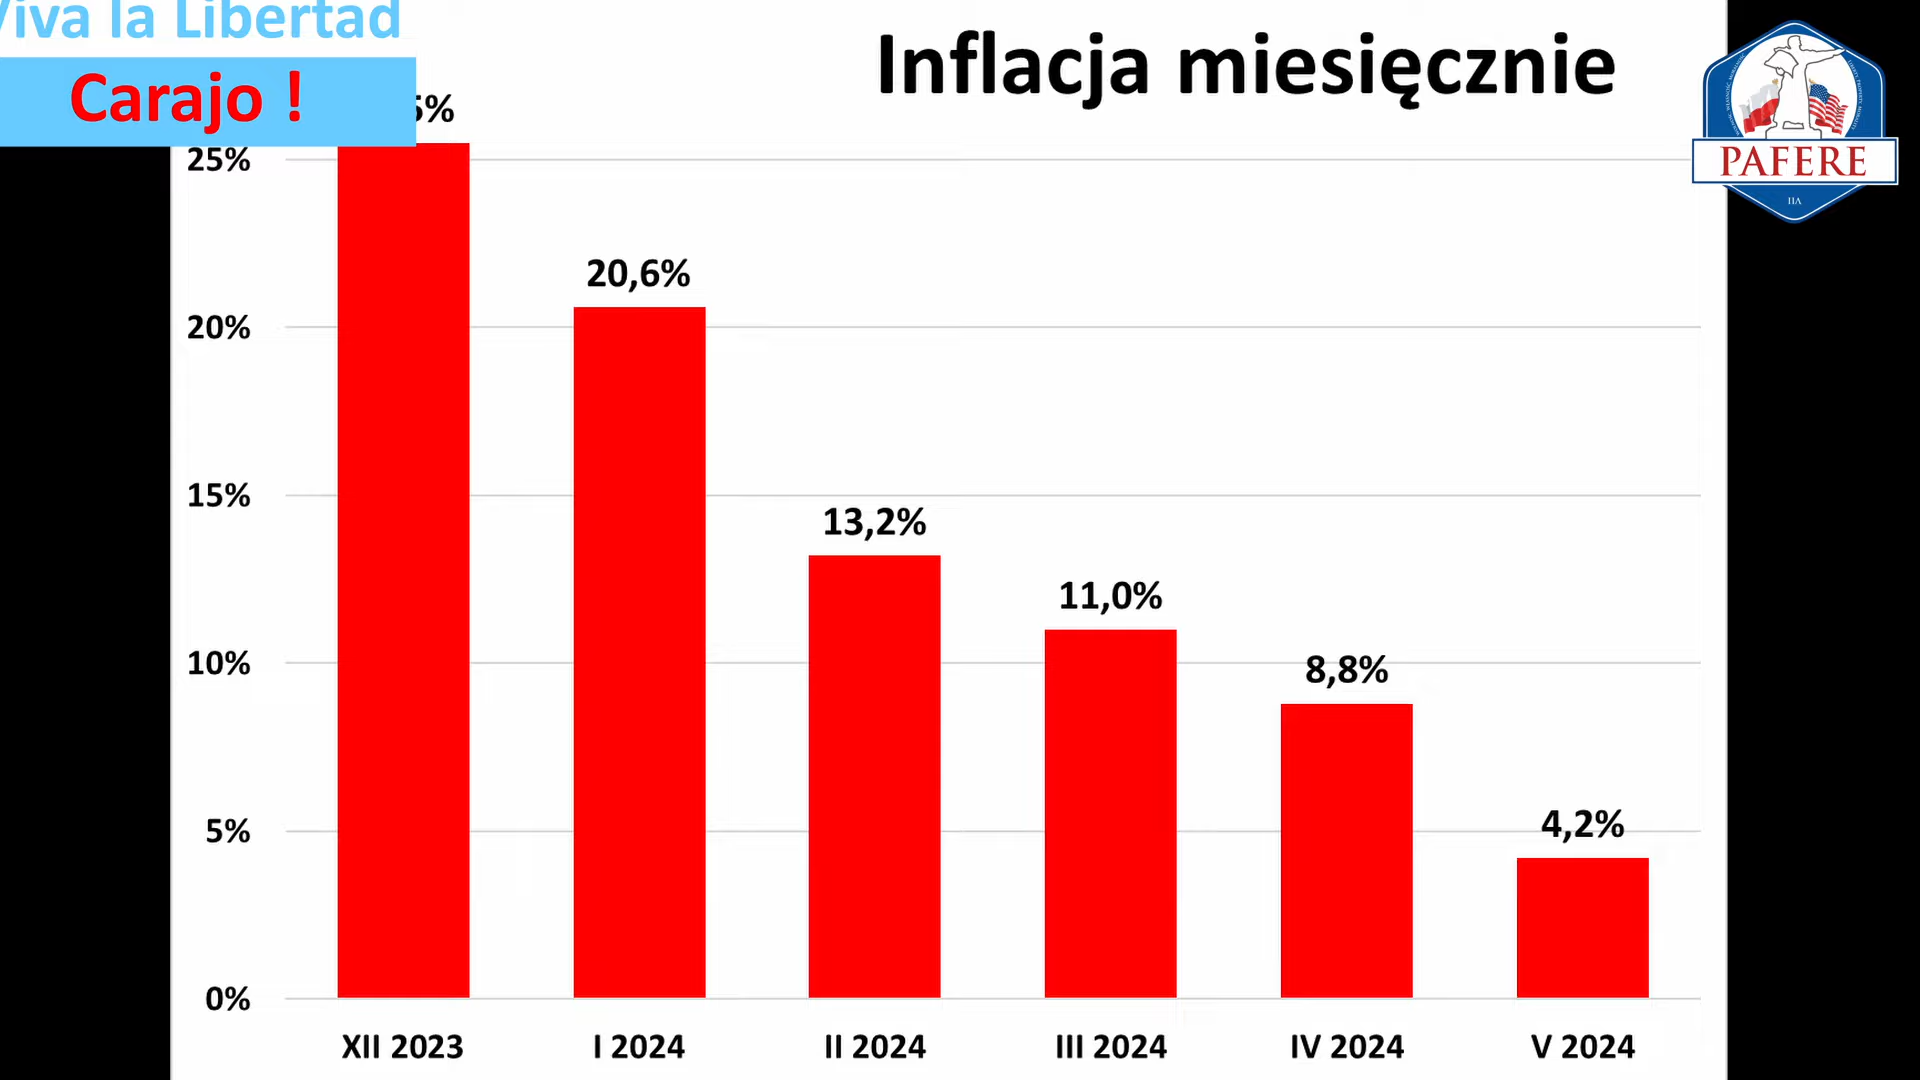 Viva la Libertad
Carajo !
Inflacja miesięcznie
PAFERE
5%
25%
20,6%
20%
15%
13,2%
11,0%
10%
8,8%
5%
4,2%
0%
XII 2023
I 2024
II 2024
III 2024
IV 2024
V 2024